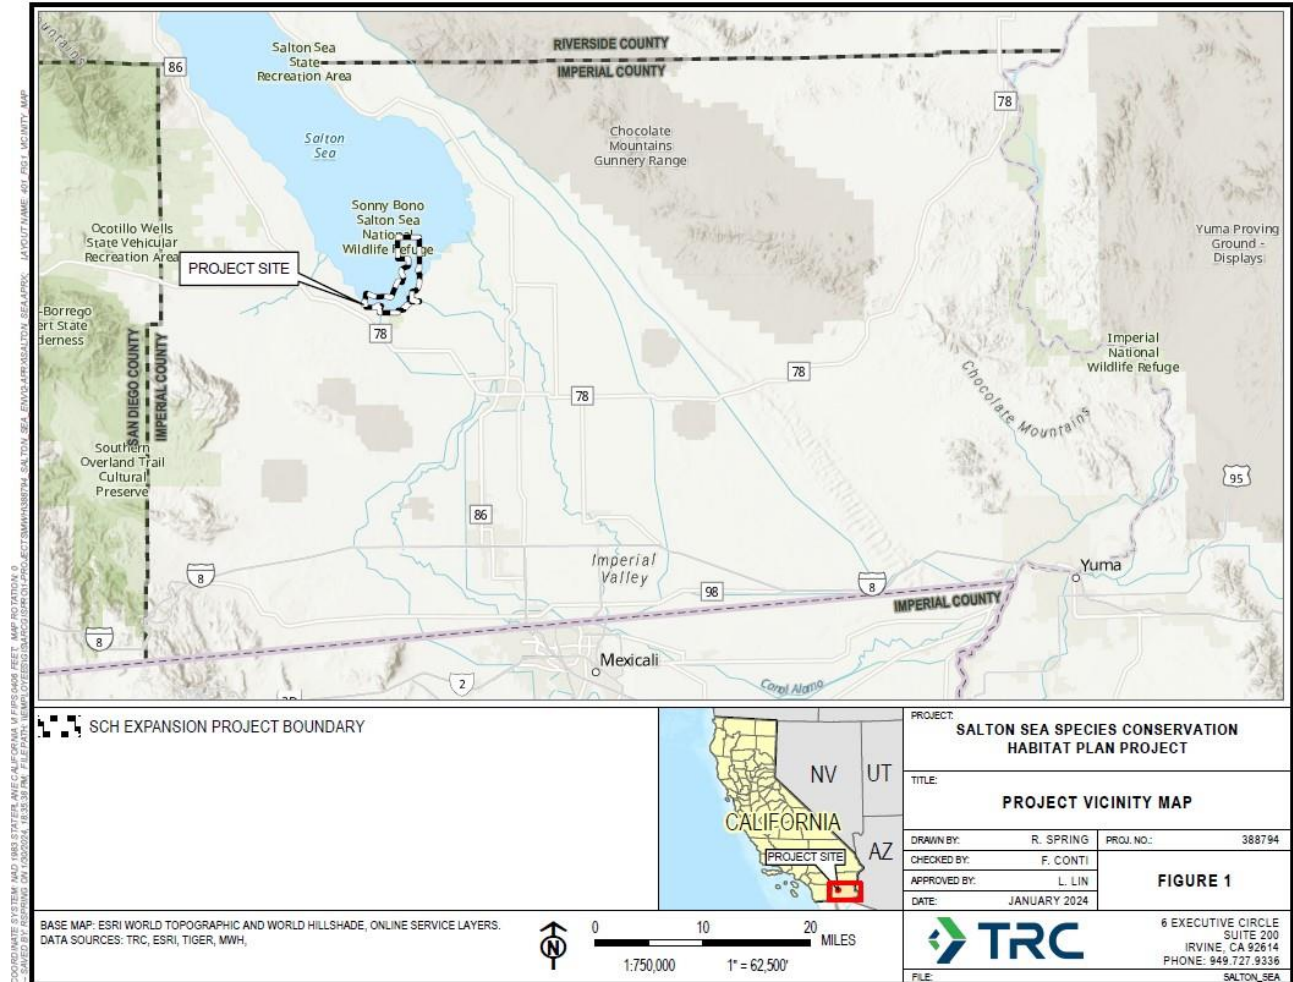 RIVERSIDE COUNTY
IMPERIAL COUNTY
Salton Sea
State
Recreation Area
86
78
Salton
Sea
Chocolate
Mountains
Gunnery Range
Sonny Bono
Salton Sea
National
Wildlife Refuge
Ocotillo Wells
State Vehicular
Recreation Area
PROJECT SITE
Yuma Proving
Ground -
Displays
-Borrego
ert State
derness
78
SAN DIEGO COUNTY
IMPERIAL COUNTY
Imperial
National
Wildlife Refuge
78
78
Chocolate Mountains
Southern
Overland Trail
Cultural
Preserve
95
86
Imperial
Valley
8
98
8
Yuma
IMPERIAL COUNTY
8
Mexicali
2
Canal Alamo
SCH EXPANSION PROJECT BOUNDARY
NV
UT
CALIFORNIA
AZ
PROJECT SITE
PROJECT:
SALTON SEA SPECIES CONSERVATION
HABITAT PLAN PROJECT
TITLE:
PROJECT VICINITY MAP
DRAWN BY: R. SPRING
PROJ. NO.: 388794
CHECKED BY: F. CONTI
APPROVED BY: L. LIN
DATE: JANUARY 2024
FIGURE 1
BASE MAP: ESRI WORLD TOPOGRAPHIC AND WORLD HILLSHADE, ONLINE SERVICE LAYERS.
DATA SOURCES: TRC, ESRI, TIGER, MWH,
N
0 10 20
MILES
1:750,000 1" = 62,500'
TRC
6 EXECUTIVE CIRCLE
SUITE 200
IRVINE, CA 92614
PHONE: 949.727.9336
FILE: SALTON_SEA